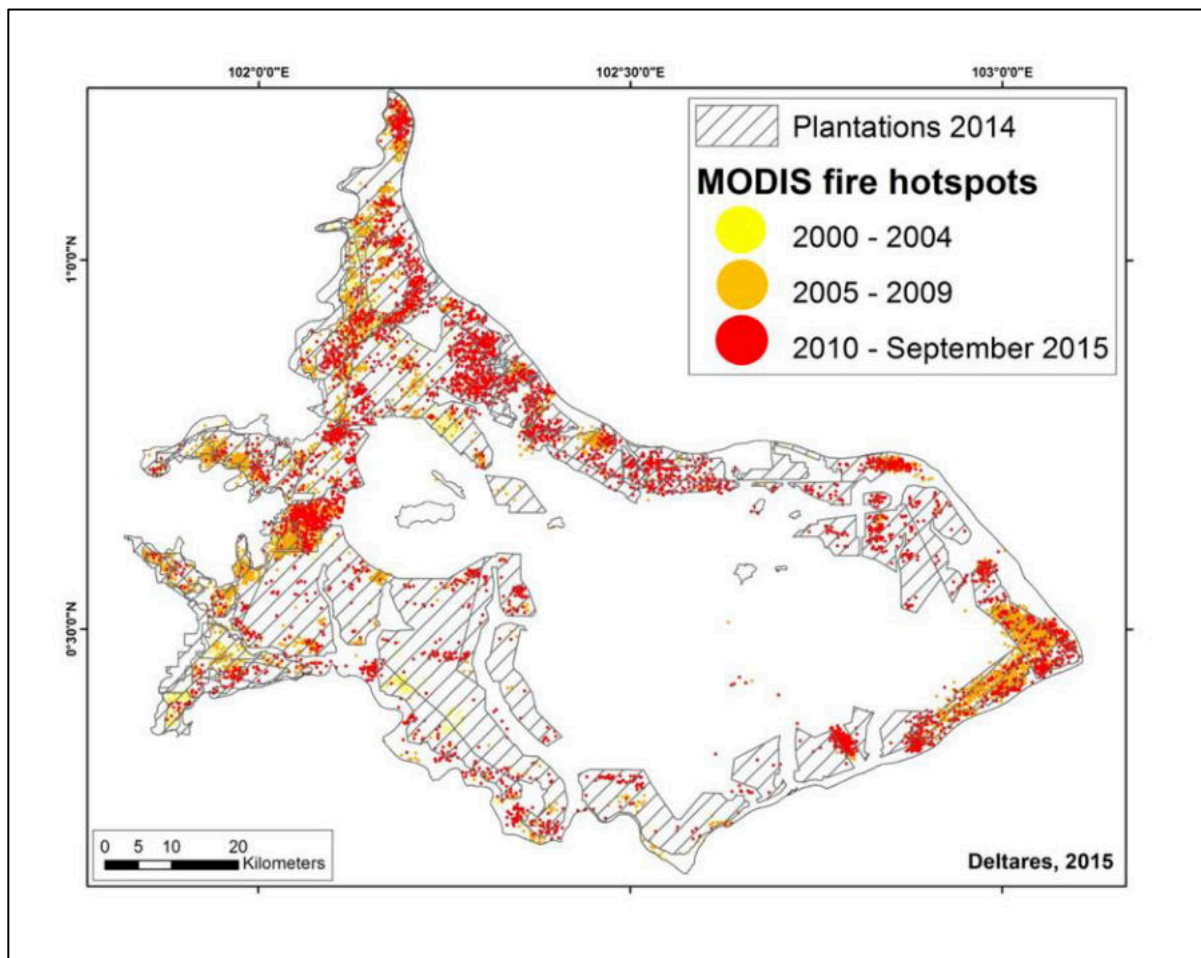 102°0'0"E
102°30'0"E
103°0'0"E
Plantations 2014
MODIS fire hotspots
2000 - 2004
2005 - 2009
2010 - September 2015
1°0'0"N
0°30'0"N
0 5 10 20
Kilometers
Deltares, 2015